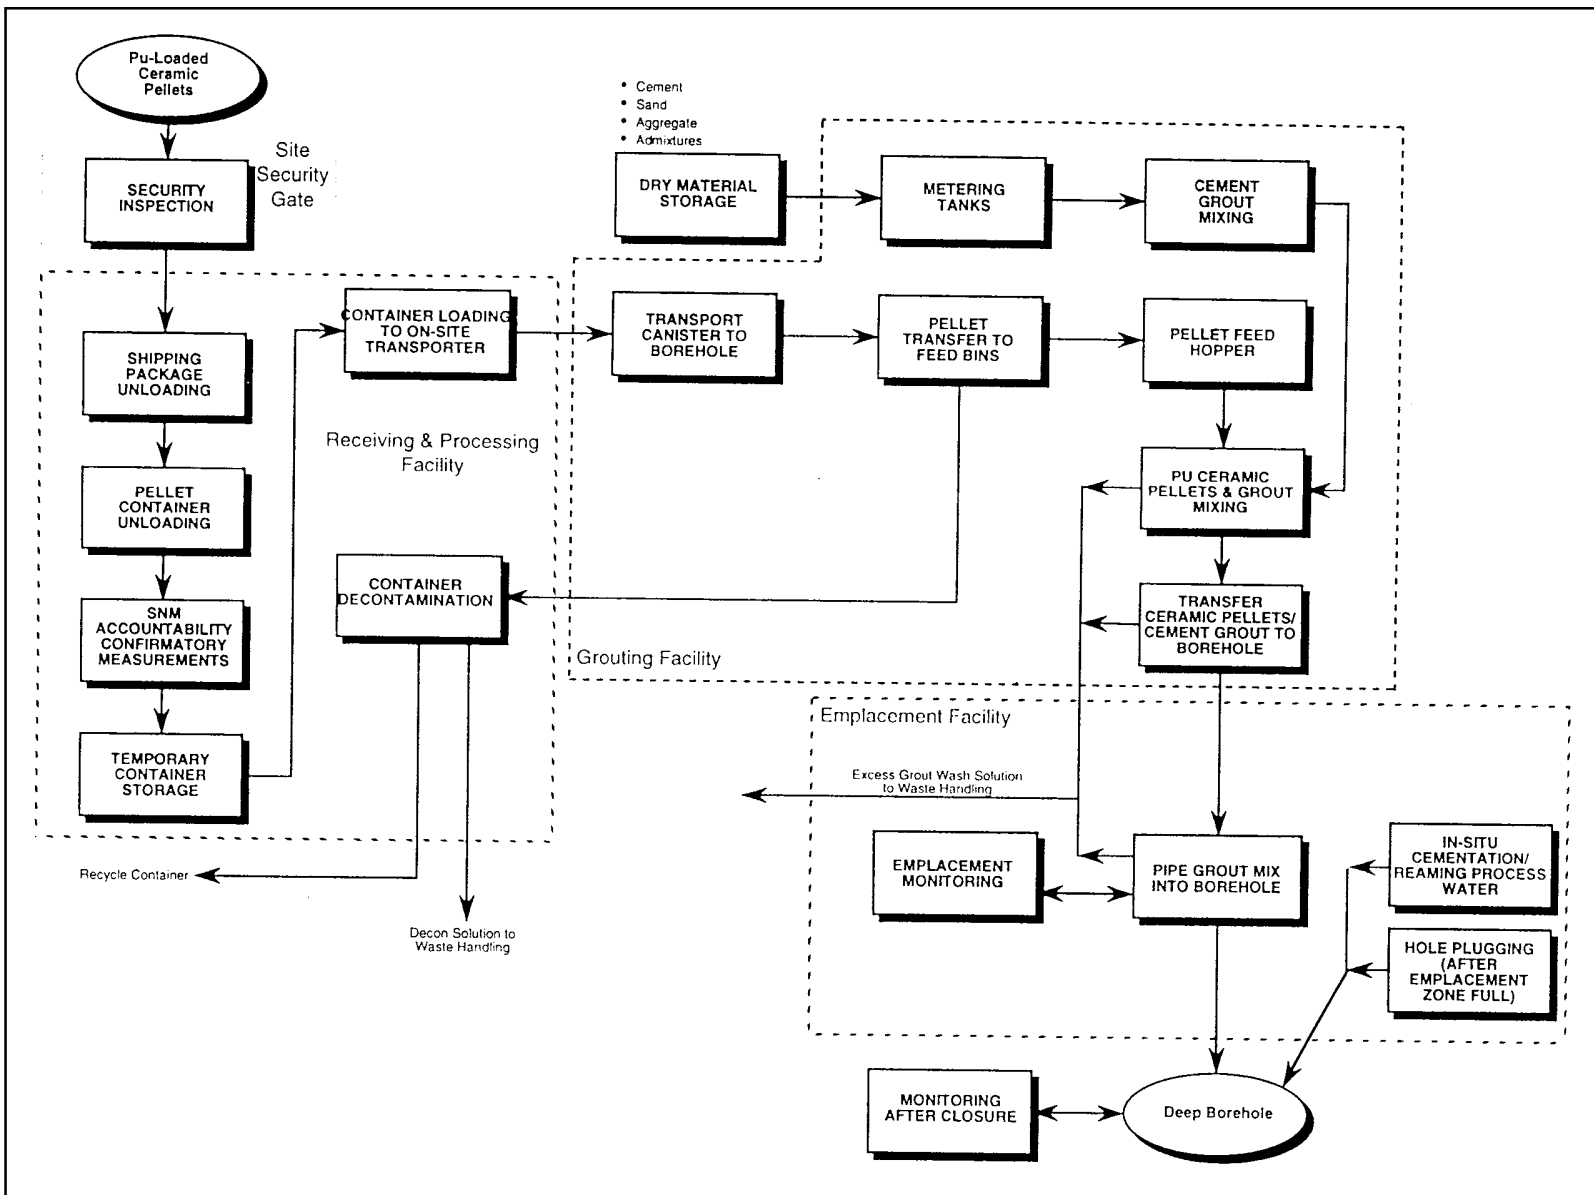 Pu-Loaded
Ceramic
Pellets
SECURITY
INSPECTION
Site
Security
Gate
SHIPPING
PACKAGE
UNLOADING
PELLET
CONTAINER
UNLOADING
SNM
ACCOUNTABILITY
CONFIRMATORY
MEASUREMENTS
TEMPORARY
CONTAINER
STORAGE
CONTAINER LOADING
TO ON-SITE
TRANSPORTER
Receiving & Processing
Facility
CONTAINER
DECONTAMINATION
Recycle Container
Decon Solution to
Waste Handling
• Cement
• Sand
• Aggregate
• Admixtures
DRY MATERIAL
STORAGE
METERING
TANKS
CEMENT
GROUT
MIXING
TRANSPORT
CANISTER TO
BOREHOLE
PELLET
TRANSFER TO
FEED BINS
PELLET FEED
HOPPER
PU CERAMIC
PELLETS & GROUT
MIXING
TRANSFER
CERAMIC PELLETS/
CEMENT GROUT TO
BOREHOLE
Grouting Facility
Emplacement Facility
Excess Grout Wash Solution
to Waste Handling
EMPLACEMENT
MONITORING
PIPE GROUT MIX
INTO BOREHOLE
IN-SITU
CEMENTATION/
REAMING PROCESS
WATER
HOLE PLUGGING
(AFTER
EMPLACEMENT
ZONE FULL)
MONITORING
AFTER CLOSURE
Deep Borehole